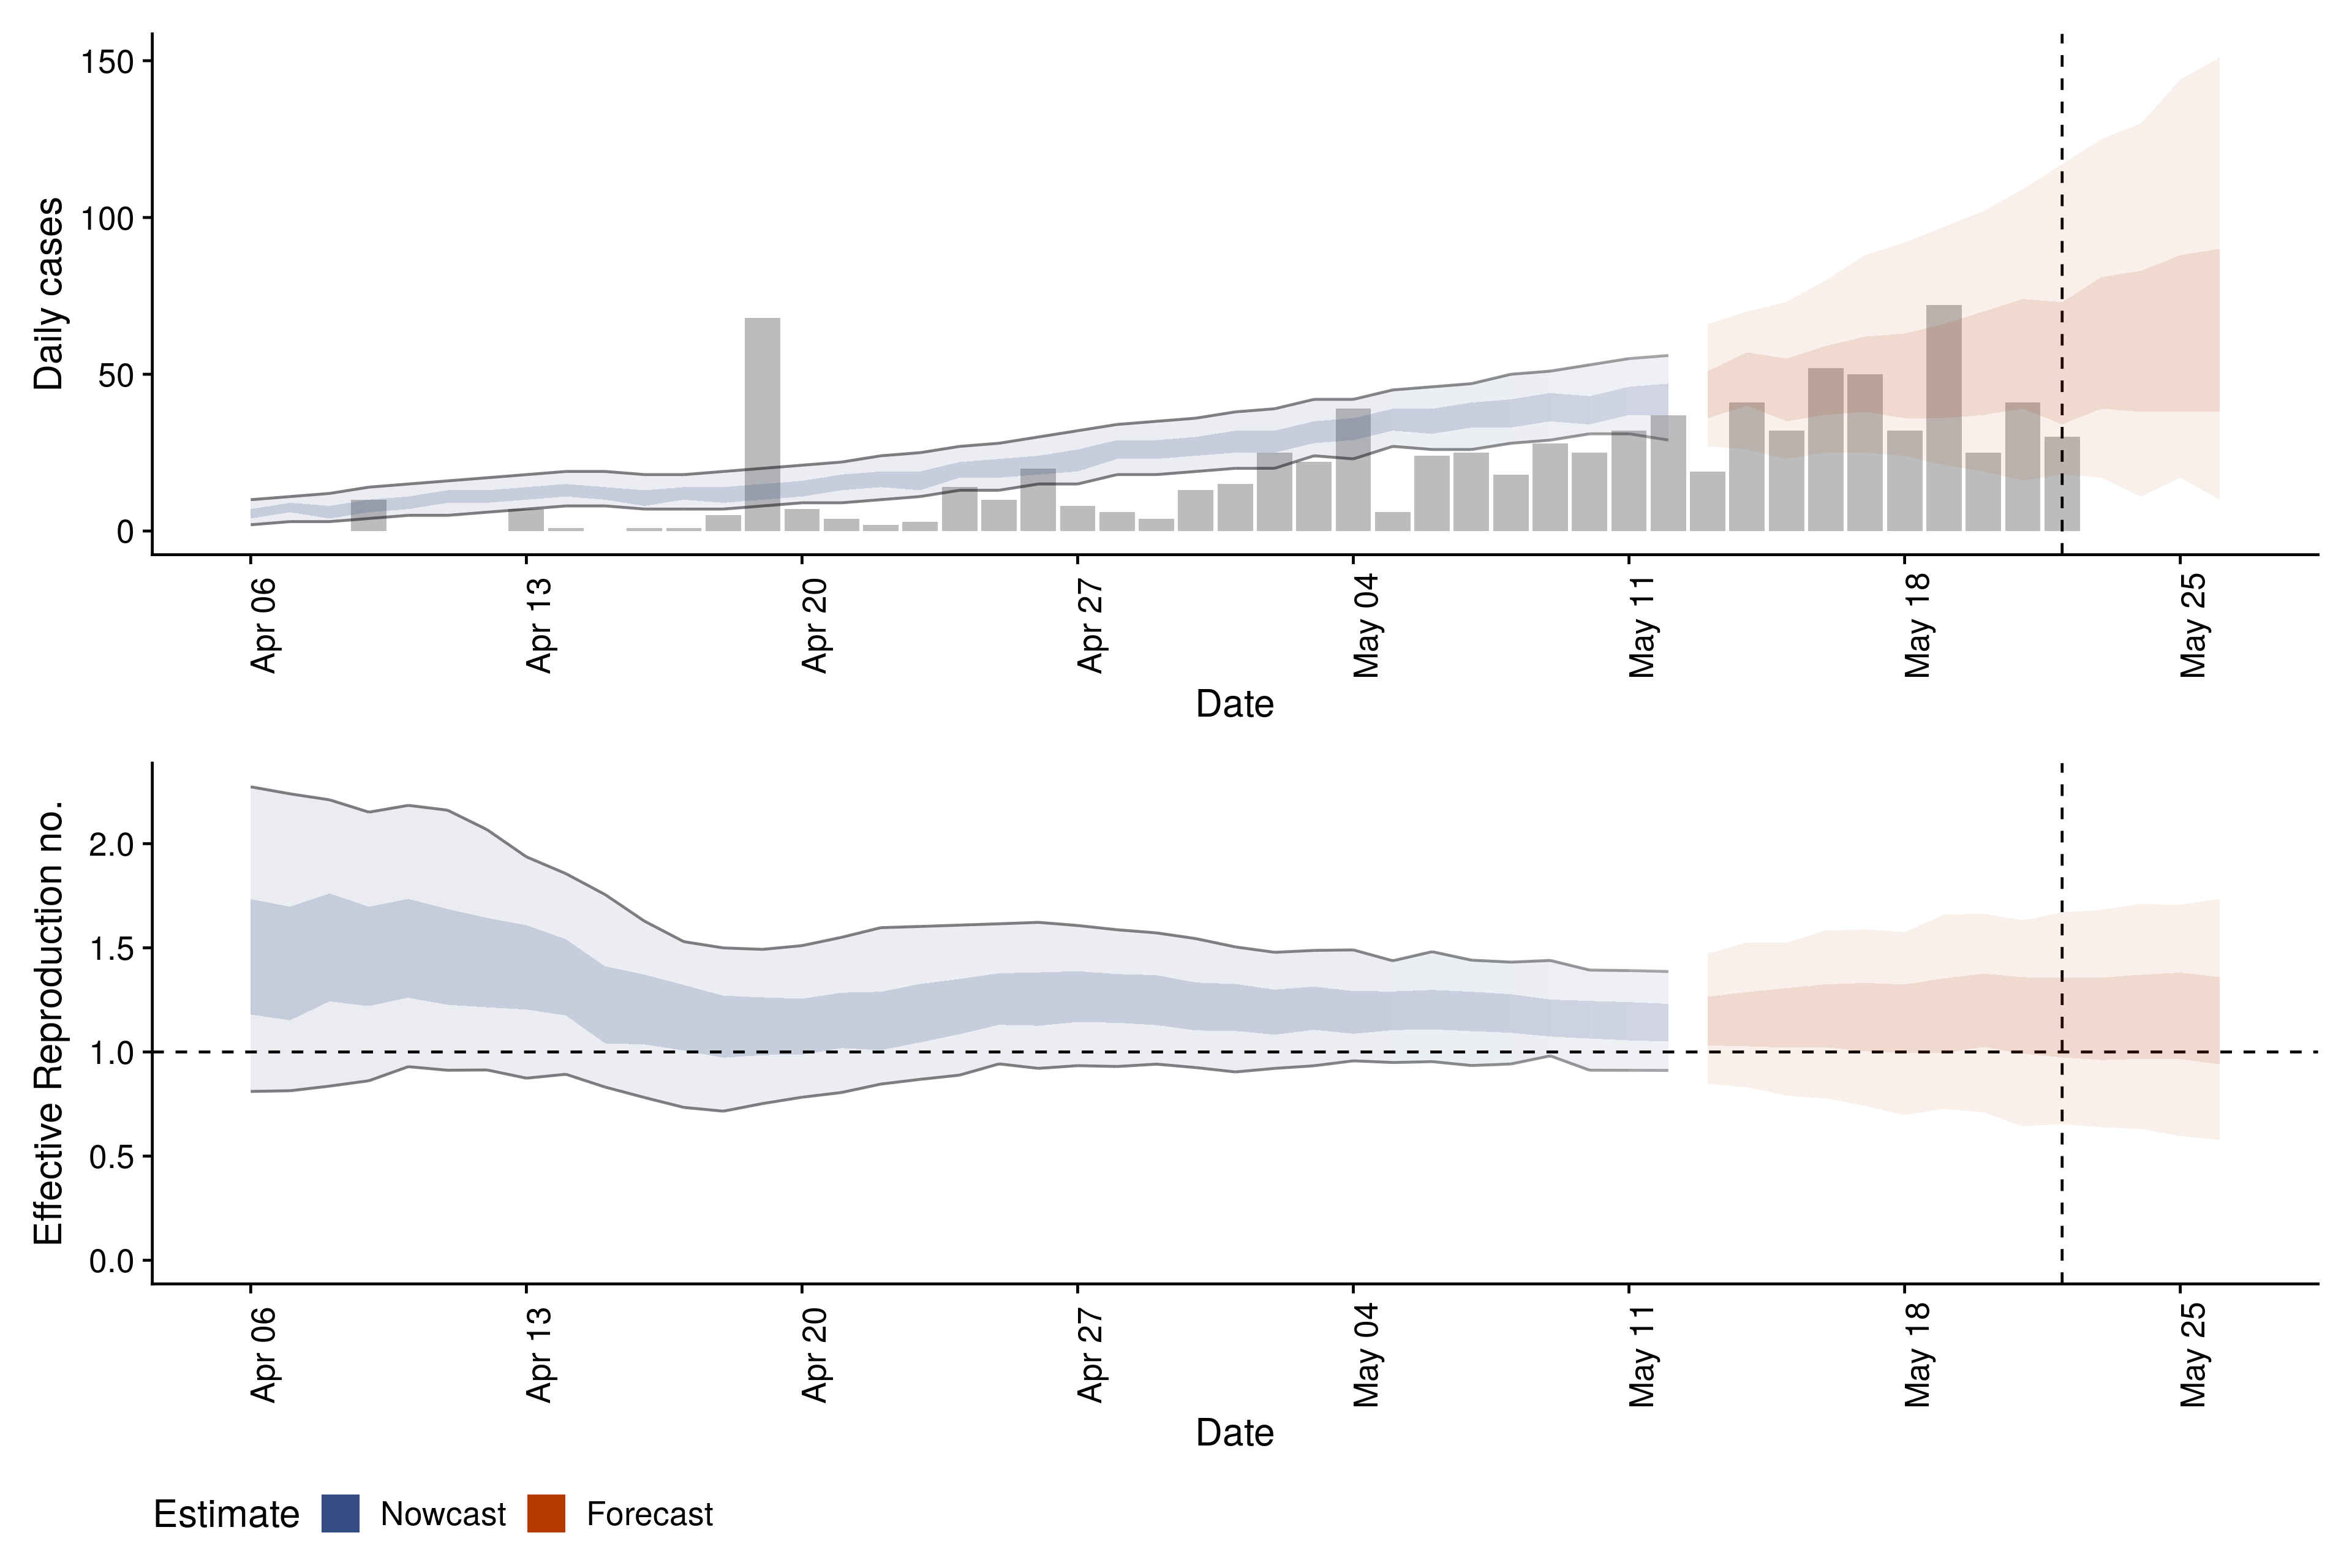 Daily cases
150
100
50
0
Apr 06
Apr 13
Apr 20
Apr 27
May 04
May 11
May 18
May 25
Date
Effective Reproduction no.
2.0
1.5
1.0
0.5
0.0
Apr 06
Apr 13
Apr 20
Apr 27
May 04
May 11
May 18
May 25
Date
Estimate Nowcast Forecast